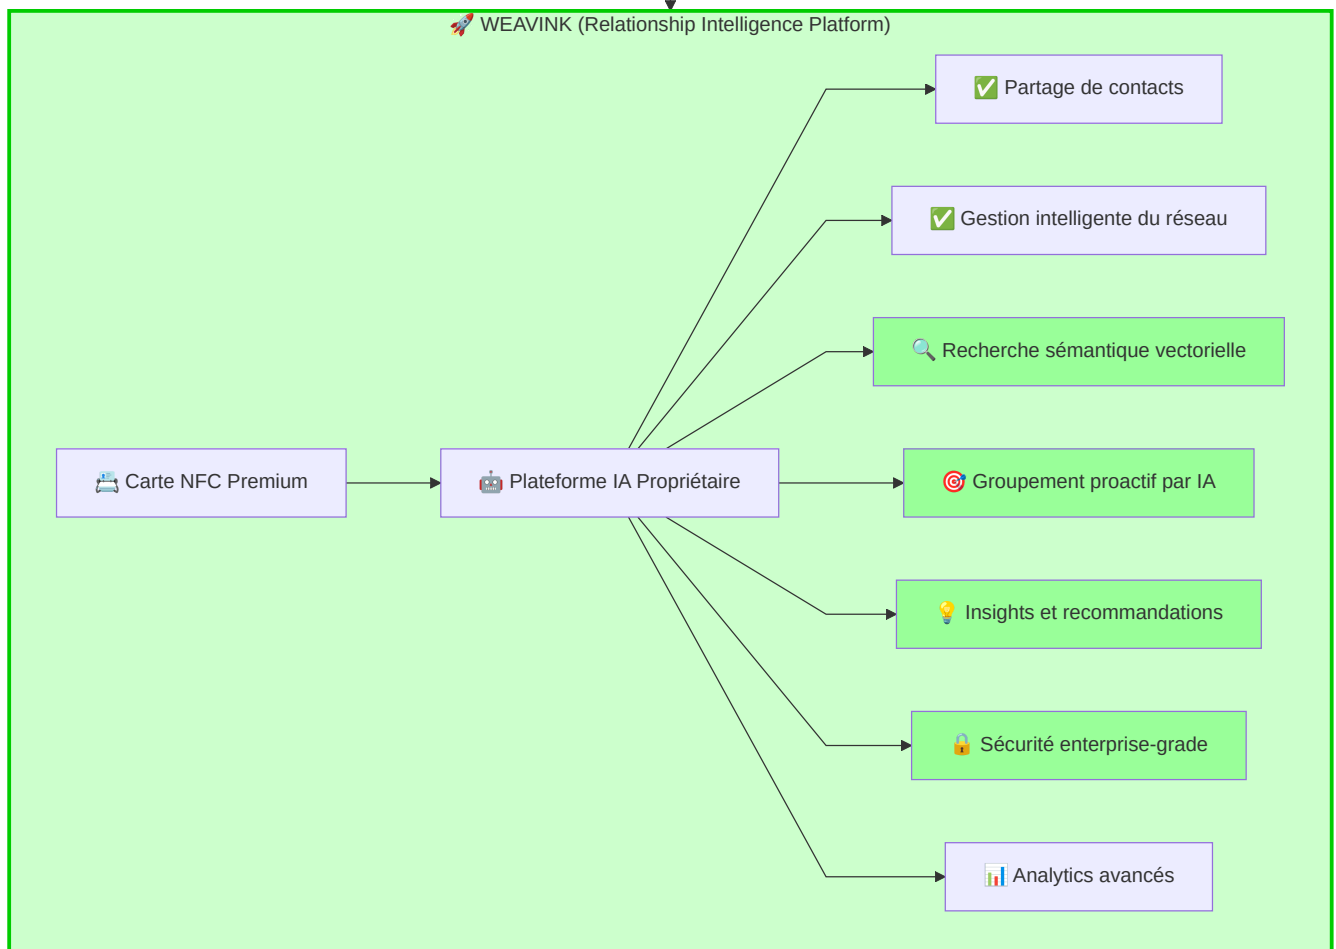 🚀 WEAVINK (Relationship Intelligence Platform)
✅ Partage de contacts
✅ Gestion intelligente du réseau
🔍 Recherche sémantique vectorielle
📇 Carte NFC Premium
🤖 Plateforme IA Propriétaire
🎯 Groupement proactif par IA
💡 Insights et recommandations
🔒 Sécurité enterprise-grade
📊 Analytics avancés